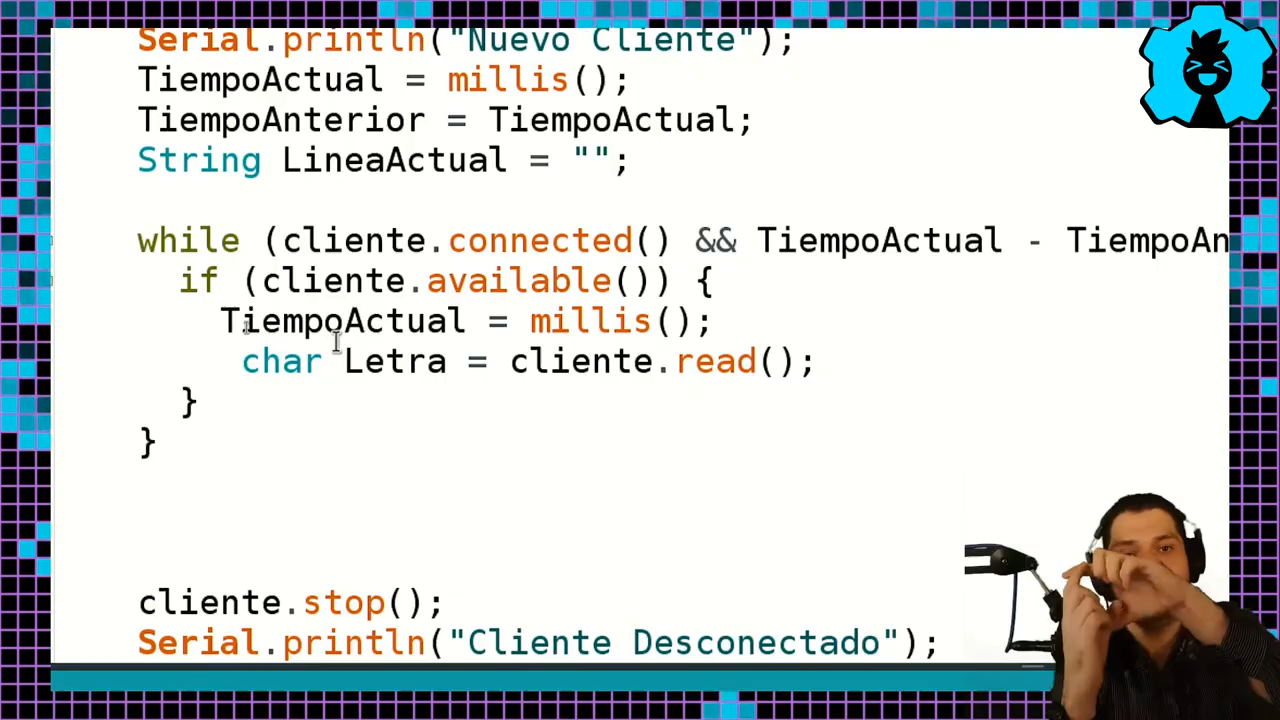 Serial.println("Nuevo Cliente");
TiempoActual = millis();
TiempoAnterior = TiempoActual;
String LineaActual = "";
while (cliente.connected() && TiempoActual - TiempoAn
if (cliente.available()) {
TiempoActual = millis();
char Letra = cliente.read();
}
}
cliente.stop();
Serial.println("Cliente Desconectado");